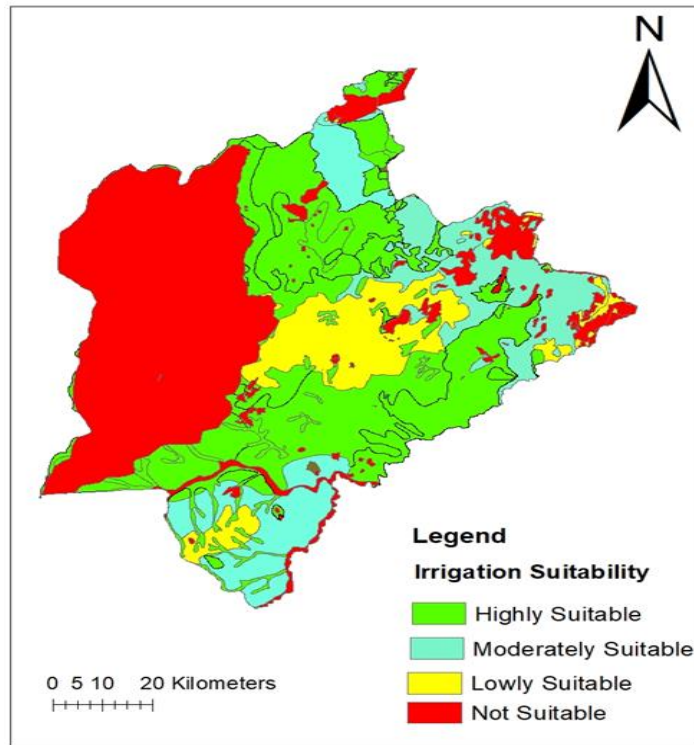 N
Legend
Irrigation Suitability
Highly Suitable
Moderately Suitable
Lowly Suitable
Not Suitable
0 5 10 20 Kilometers